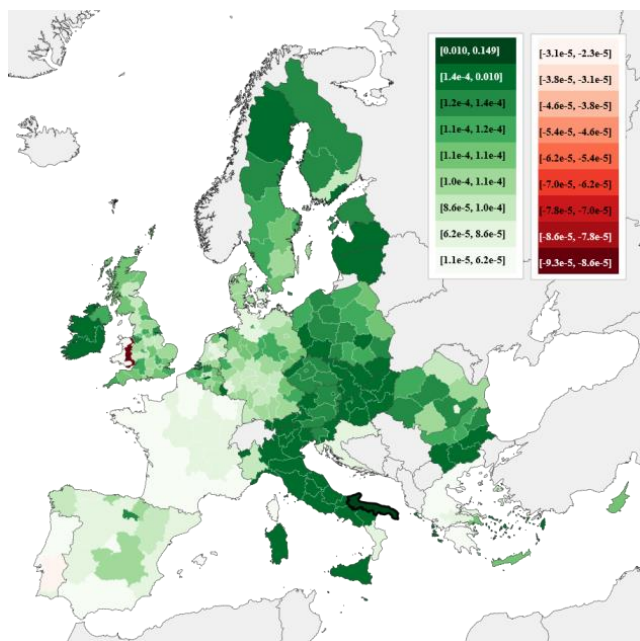 [0.010, 0.149]
[1.4e-4, 0.010]
[1.2e-4, 1.4e-4]
[1.1e-4, 1.2e-4]
[1.1e-4, 1.1e-4]
[1.0e-4, 1.1e-4]
[8.6e-5, 1.0e-4]
[6.2e-5, 8.6e-5]
[1.1e-5, 6.2e-5]
[-3.1e-5, -2.3e-5]
[-3.8e-5, -3.1e-5]
[-4.6e-5, -3.8e-5]
[-5.4e-5, -4.6e-5]
[-6.2e-5, -5.4e-5]
[-7.0e-5, -6.2e-5]
[-7.8e-5, -7.0e-5]
[-8.6e-5, -7.8e-5]
[-9.3e-5, -8.6e-5]